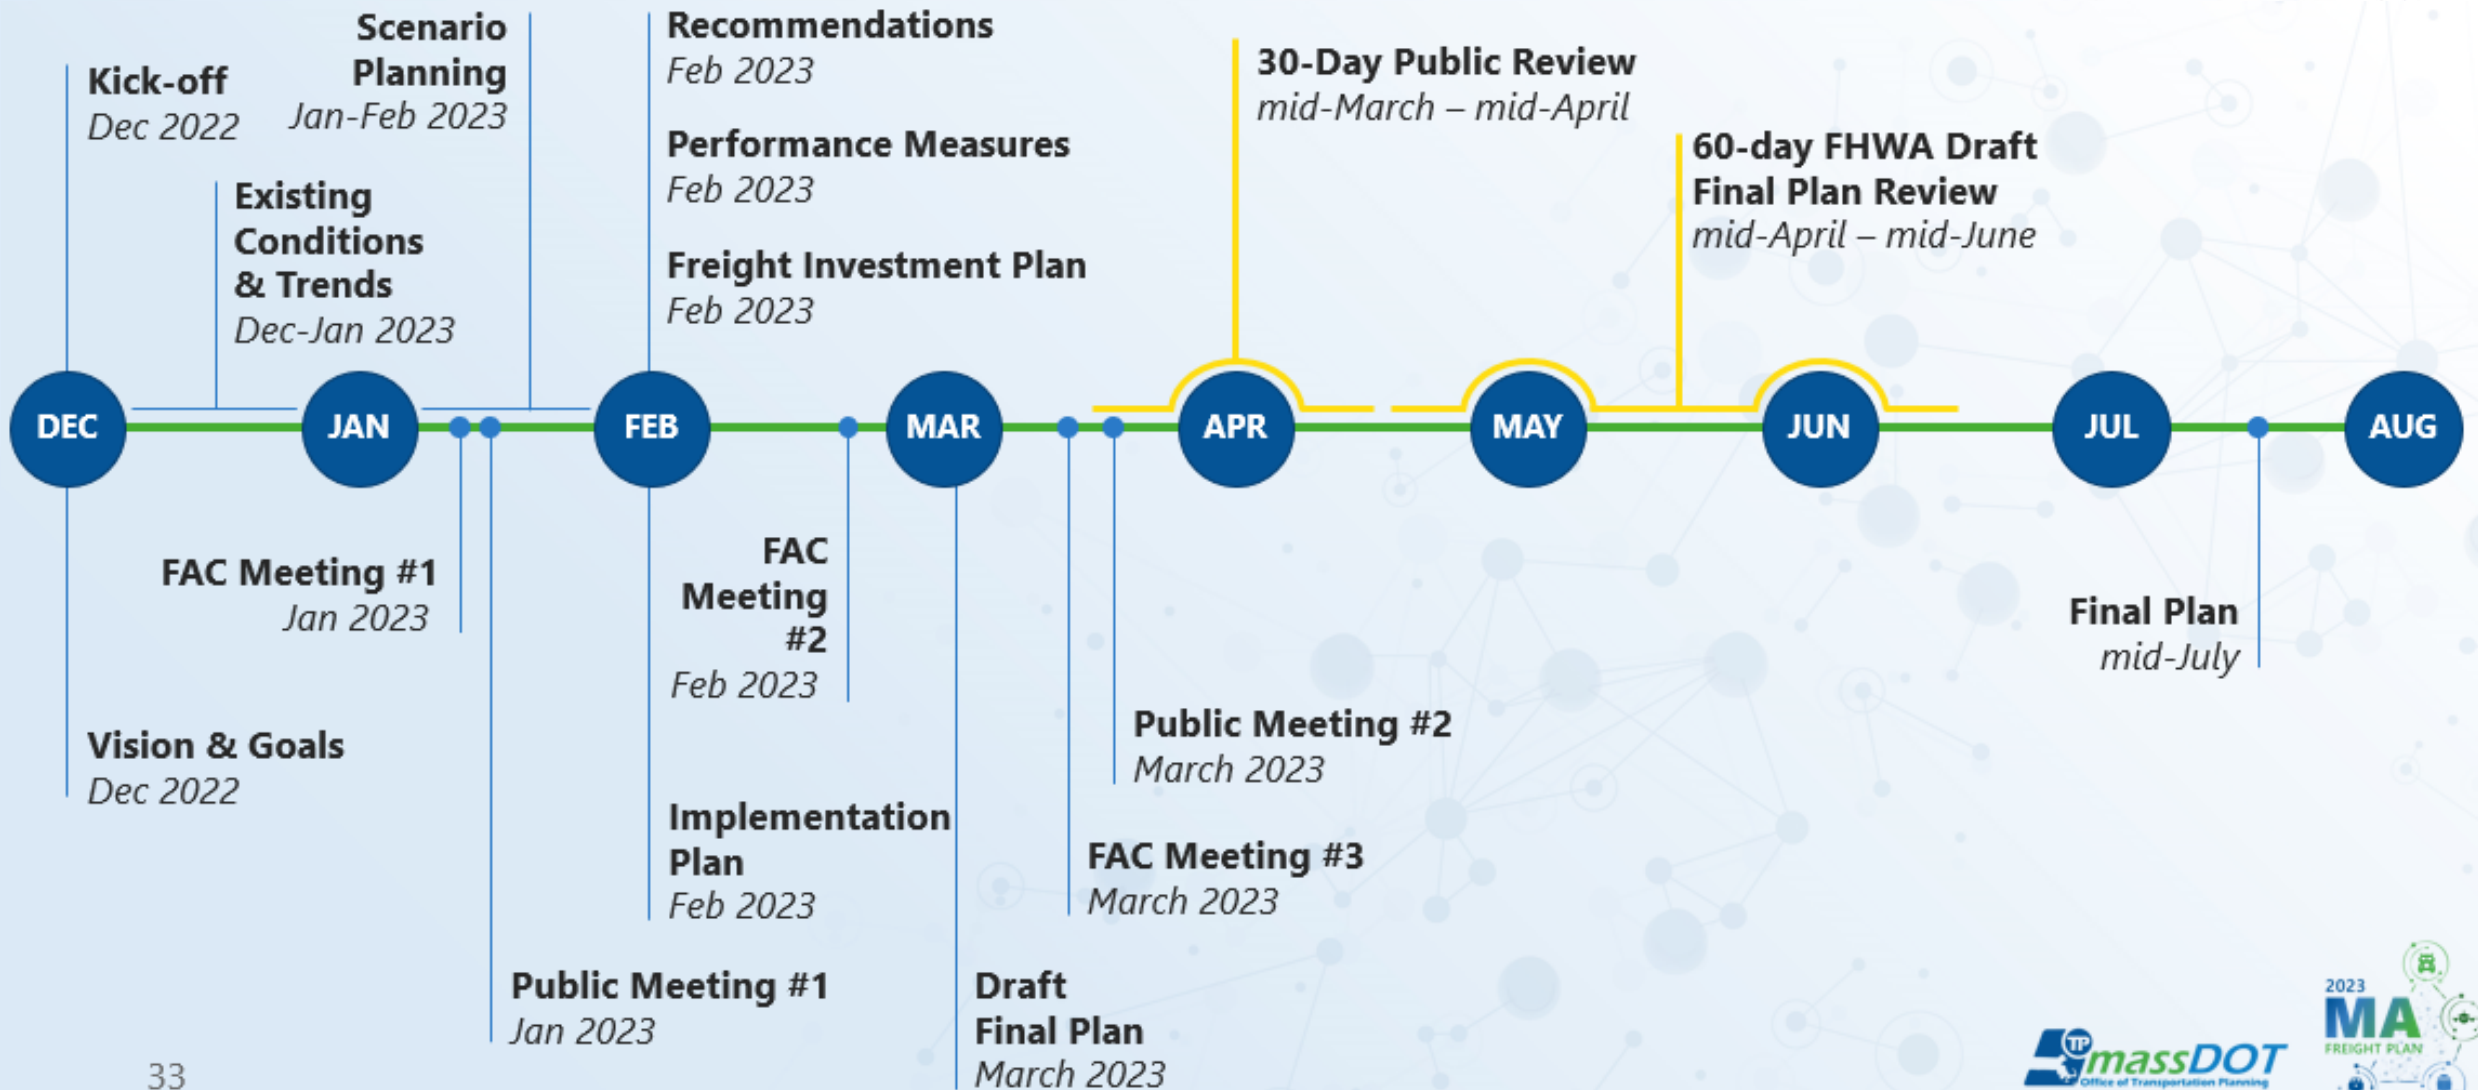 Kick-off
Dec 2022
Scenario
Planning
Jan-Feb 2023
Existing
Conditions
& Trends
Dec-Jan 2023
Recommendations
Feb 2023
Performance Measures
Feb 2023
Freight Investment Plan
Feb 2023
30-Day Public Review
mid-March – mid-April
60-day FHWA Draft
Final Plan Review
mid-April – mid-June
DEC
JAN
FEB
MAR
APR
MAY
JUN
JUL
AUG
FAC Meeting #1
Jan 2023
Vision & Goals
Dec 2022
Public Meeting #1
Jan 2023
FAC
Meeting
#2
Feb 2023
Implementation
Plan
Feb 2023
Draft
Final Plan
March 2023
Public Meeting #2
March 2023
FAC Meeting #3
March 2023
Final Plan
mid-July
33
TP
massDOT
Office of Transportation Planning
2023
MA
FREIGHT PLAN